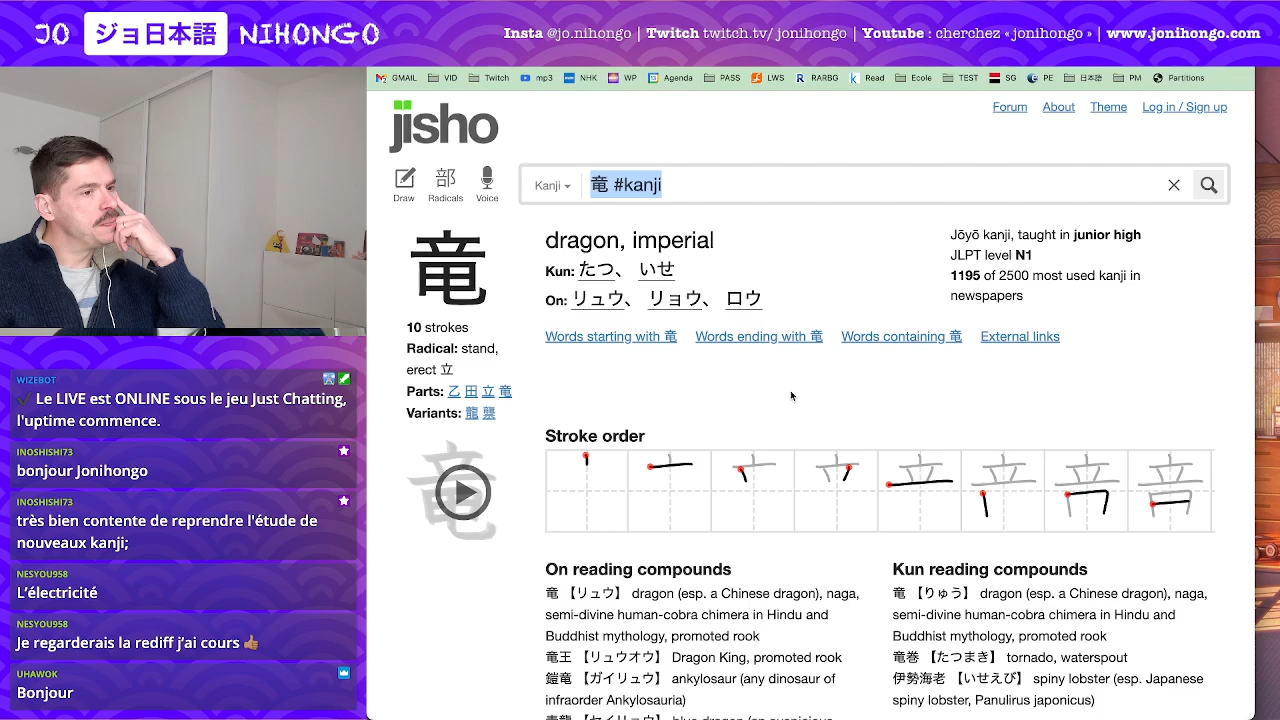 JO ジョ日本語 NIHONGO
Insta @jo.nihongo | Twitch twitch.tv/jonihongo | Youtube : cherchez «jonihongo » | www.jonihongo.com
GMAIL VID Twitch mp3 NHK WP Agenda PASS LWS RARBG Read Ecole TEST SG PE 日本語 PM Partitions
jisho
Forum About Theme Log in / Sign up
Draw
部 Radicals
Voice
Kanji 竜 #kanji
竜
10 strokes
Radical: stand,
erect 立
Parts: 乙 田 立 竜
Variants: 龍 襲
dragon, imperial
Kun: たつ、 いせ
On: リュウ、 リョウ、 ロウ
Jōyō kanji, taught in junior high
JLPT level N1
1195 of 2500 most used kanji in
newspapers
Words starting with 竜 Words ending with 竜 Words containing 竜 External links
Stroke order
竜
On reading compounds
竜 【リュウ】 dragon (esp. a Chinese dragon), naga,
semi-divine human-cobra chimera in Hindu and
Buddhist mythology, promoted rook
竜王 【リュウオウ】 Dragon King, promoted rook
鎧竜 【ガイリュウ】 ankylosaur (any dinosaur of
infraorder Ankylosauria)
Kun reading compounds
竜 【りゅう】 dragon (esp. a Chinese dragon), naga,
semi-divine human-cobra chimera in Hindu and
Buddhist mythology, promoted rook
竜巻 【たつまき】 tornado, waterspout
伊勢海老 【いせえび】 spiny lobster (esp. Japanese
spiny lobster, Panulirus japonicus)
WIZEBOT
✔ Le LIVE est ONLINE sous le jeu Just Chatting,
l'uptime commence.
INOSHISHI73
bonjour Jonihongo
INOSHISHI73
très bien contente de reprendre l'étude de
nouveaux kanji;
NESYOU958
L’électricité
NESYOU958
Je regarderais la rediff j’ai cours 👍
UHAWOK
Bonjour